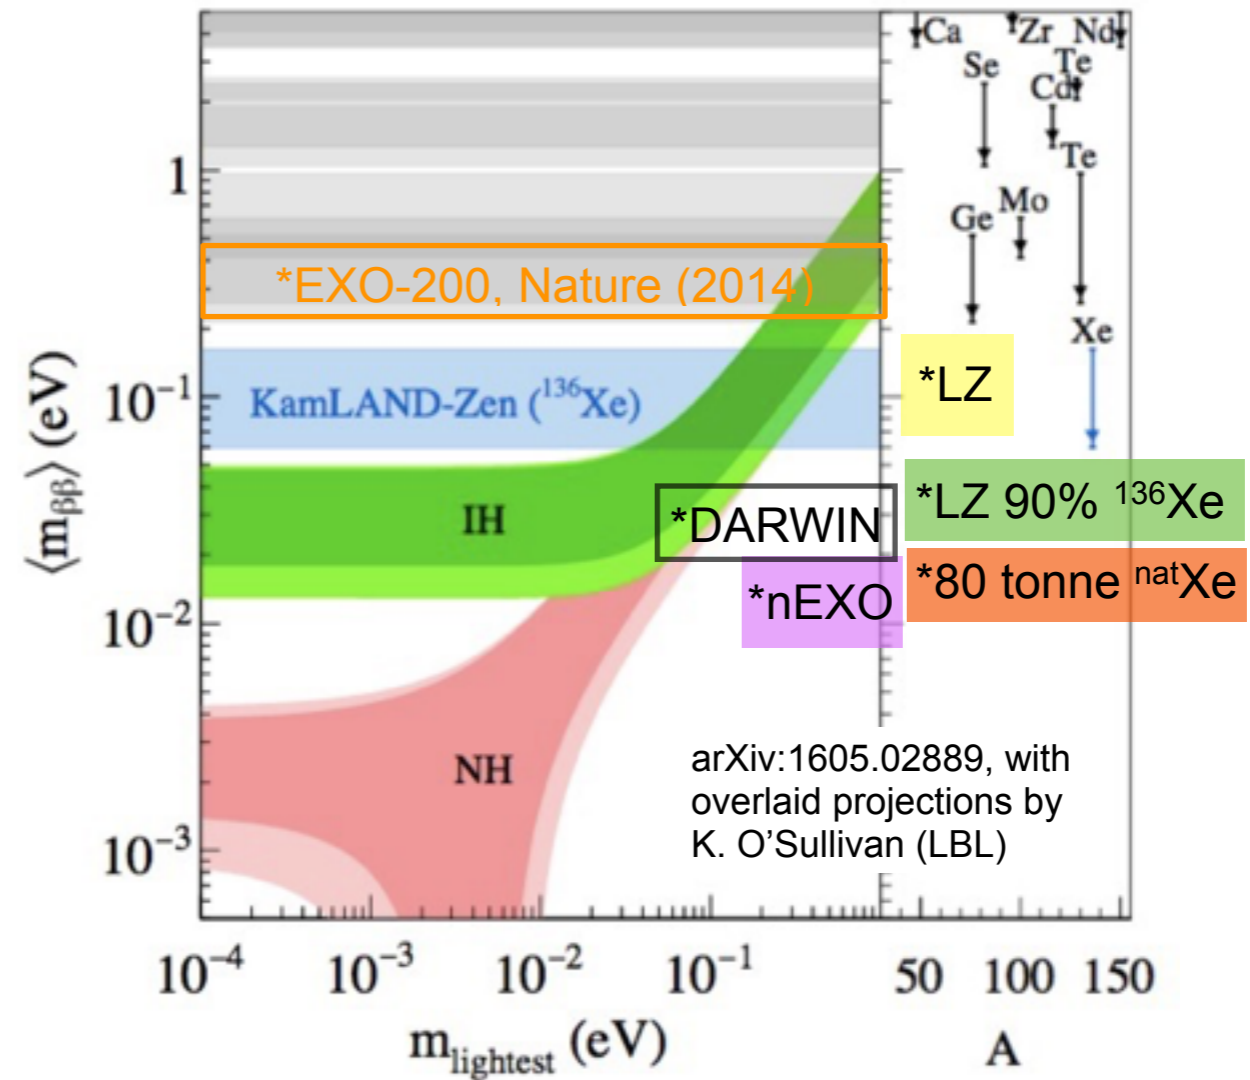 Ca
Zr
Nd
Se
Te
Cd
1
Te
Ge
Mo
*EXO-200, Nature (2014)
Xe
⟨mββ⟩ (eV)
10⁻¹
KamLAND-Zen (¹³⁶Xe)
*LZ
IH
*DARWIN
*LZ 90% ¹³⁶Xe
*nEXO
*80 tonne ⁿᵃᵗXe
10⁻²
NH
arXiv:1605.02889, with
overlaid projections by
K. O’Sullivan (LBL)
10⁻³
10⁻⁴ 10⁻³ 10⁻² 10⁻¹ 50 100 150
m_lightest (eV)
A